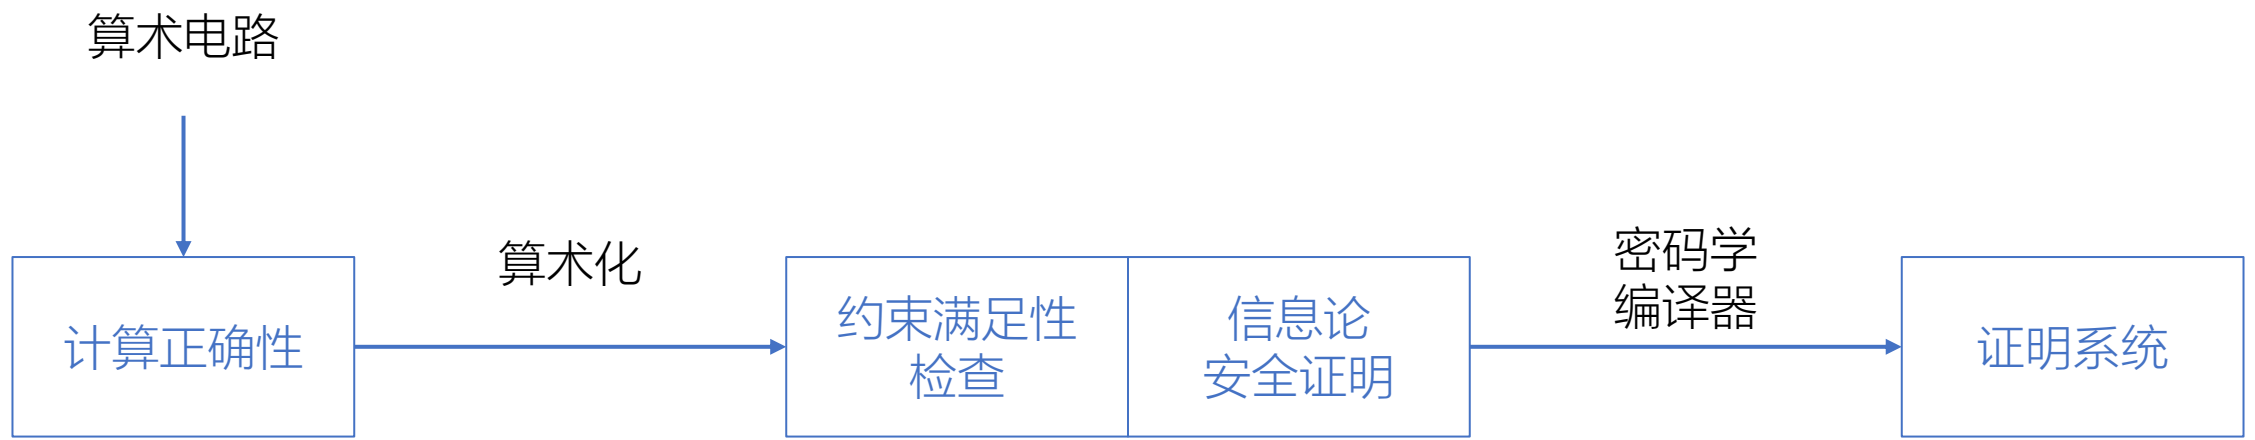 算术电路
算术化
密码学
编译器
计算正确性
约束满足性
检查
信息论
安全证明
证明系统